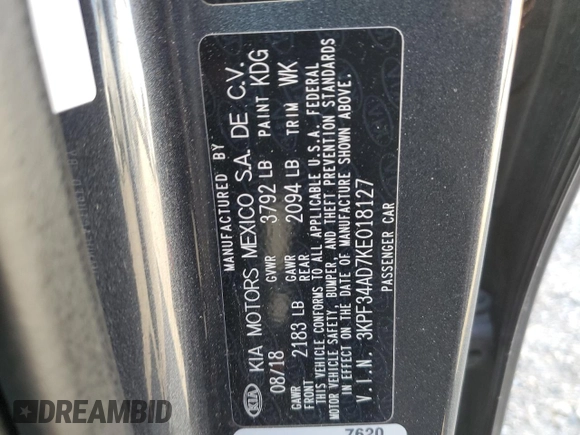 MANUFACTURED BY
KIA KIA MOTORS MEXICO S.A. DE C.V.
08/18 GVWR 3792 LB PAINT KDG
GAWR FRONT 2183 LB GAWR REAR 2094 LB TRIM WK
THIS VEHICLE CONFORMS TO ALL APPLICABLE U.S.A. FEDERAL
MOTOR VEHICLE SAFETY, BUMPER, AND THEFT PREVENTION STANDARDS
IN EFFECT ON THE DATE OF MANUFACTURE SHOWN ABOVE.
V.I.N. 3KPF34AD7KE018127
PASSENGER CAR
7620
DREAMBID